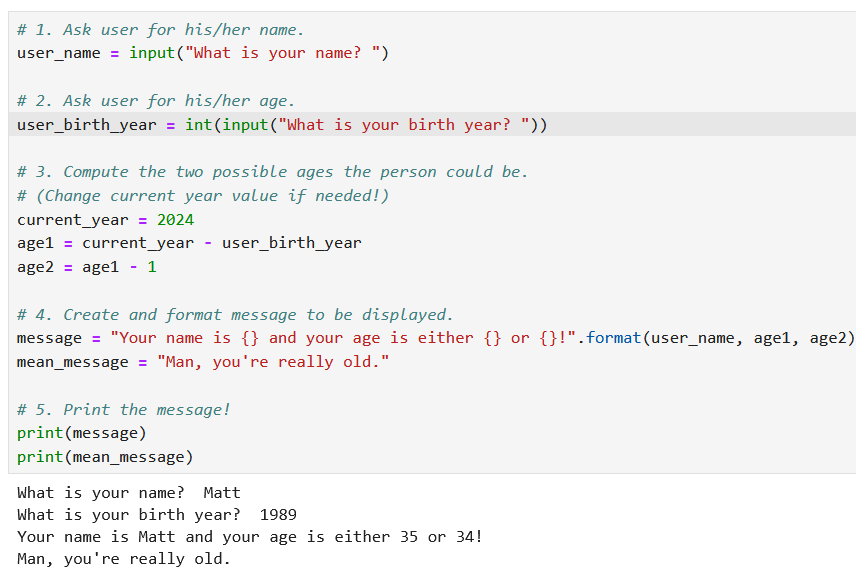 # 1. Ask user for his/her name.
user_name = input("What is your name? ")
# 2. Ask user for his/her age.
user_birth_year = int(input("What is your birth year? "))
# 3. Compute the two possible ages the person could be.
# (Change current year value if needed!)
current_year = 2024
age1 = current_year - user_birth_year
age2 = age1 - 1
# 4. Create and format message to be displayed.
message = "Your name is {} and your age is either {} or {}!".format(user_name, age1, age2)
mean_message = "Man, you're really old."
# 5. Print the message!
print(message)
print(mean_message)
What is your name?  Matt
What is your birth year?  1989
Your name is Matt and your age is either 35 or 34!
Man, you're really old.